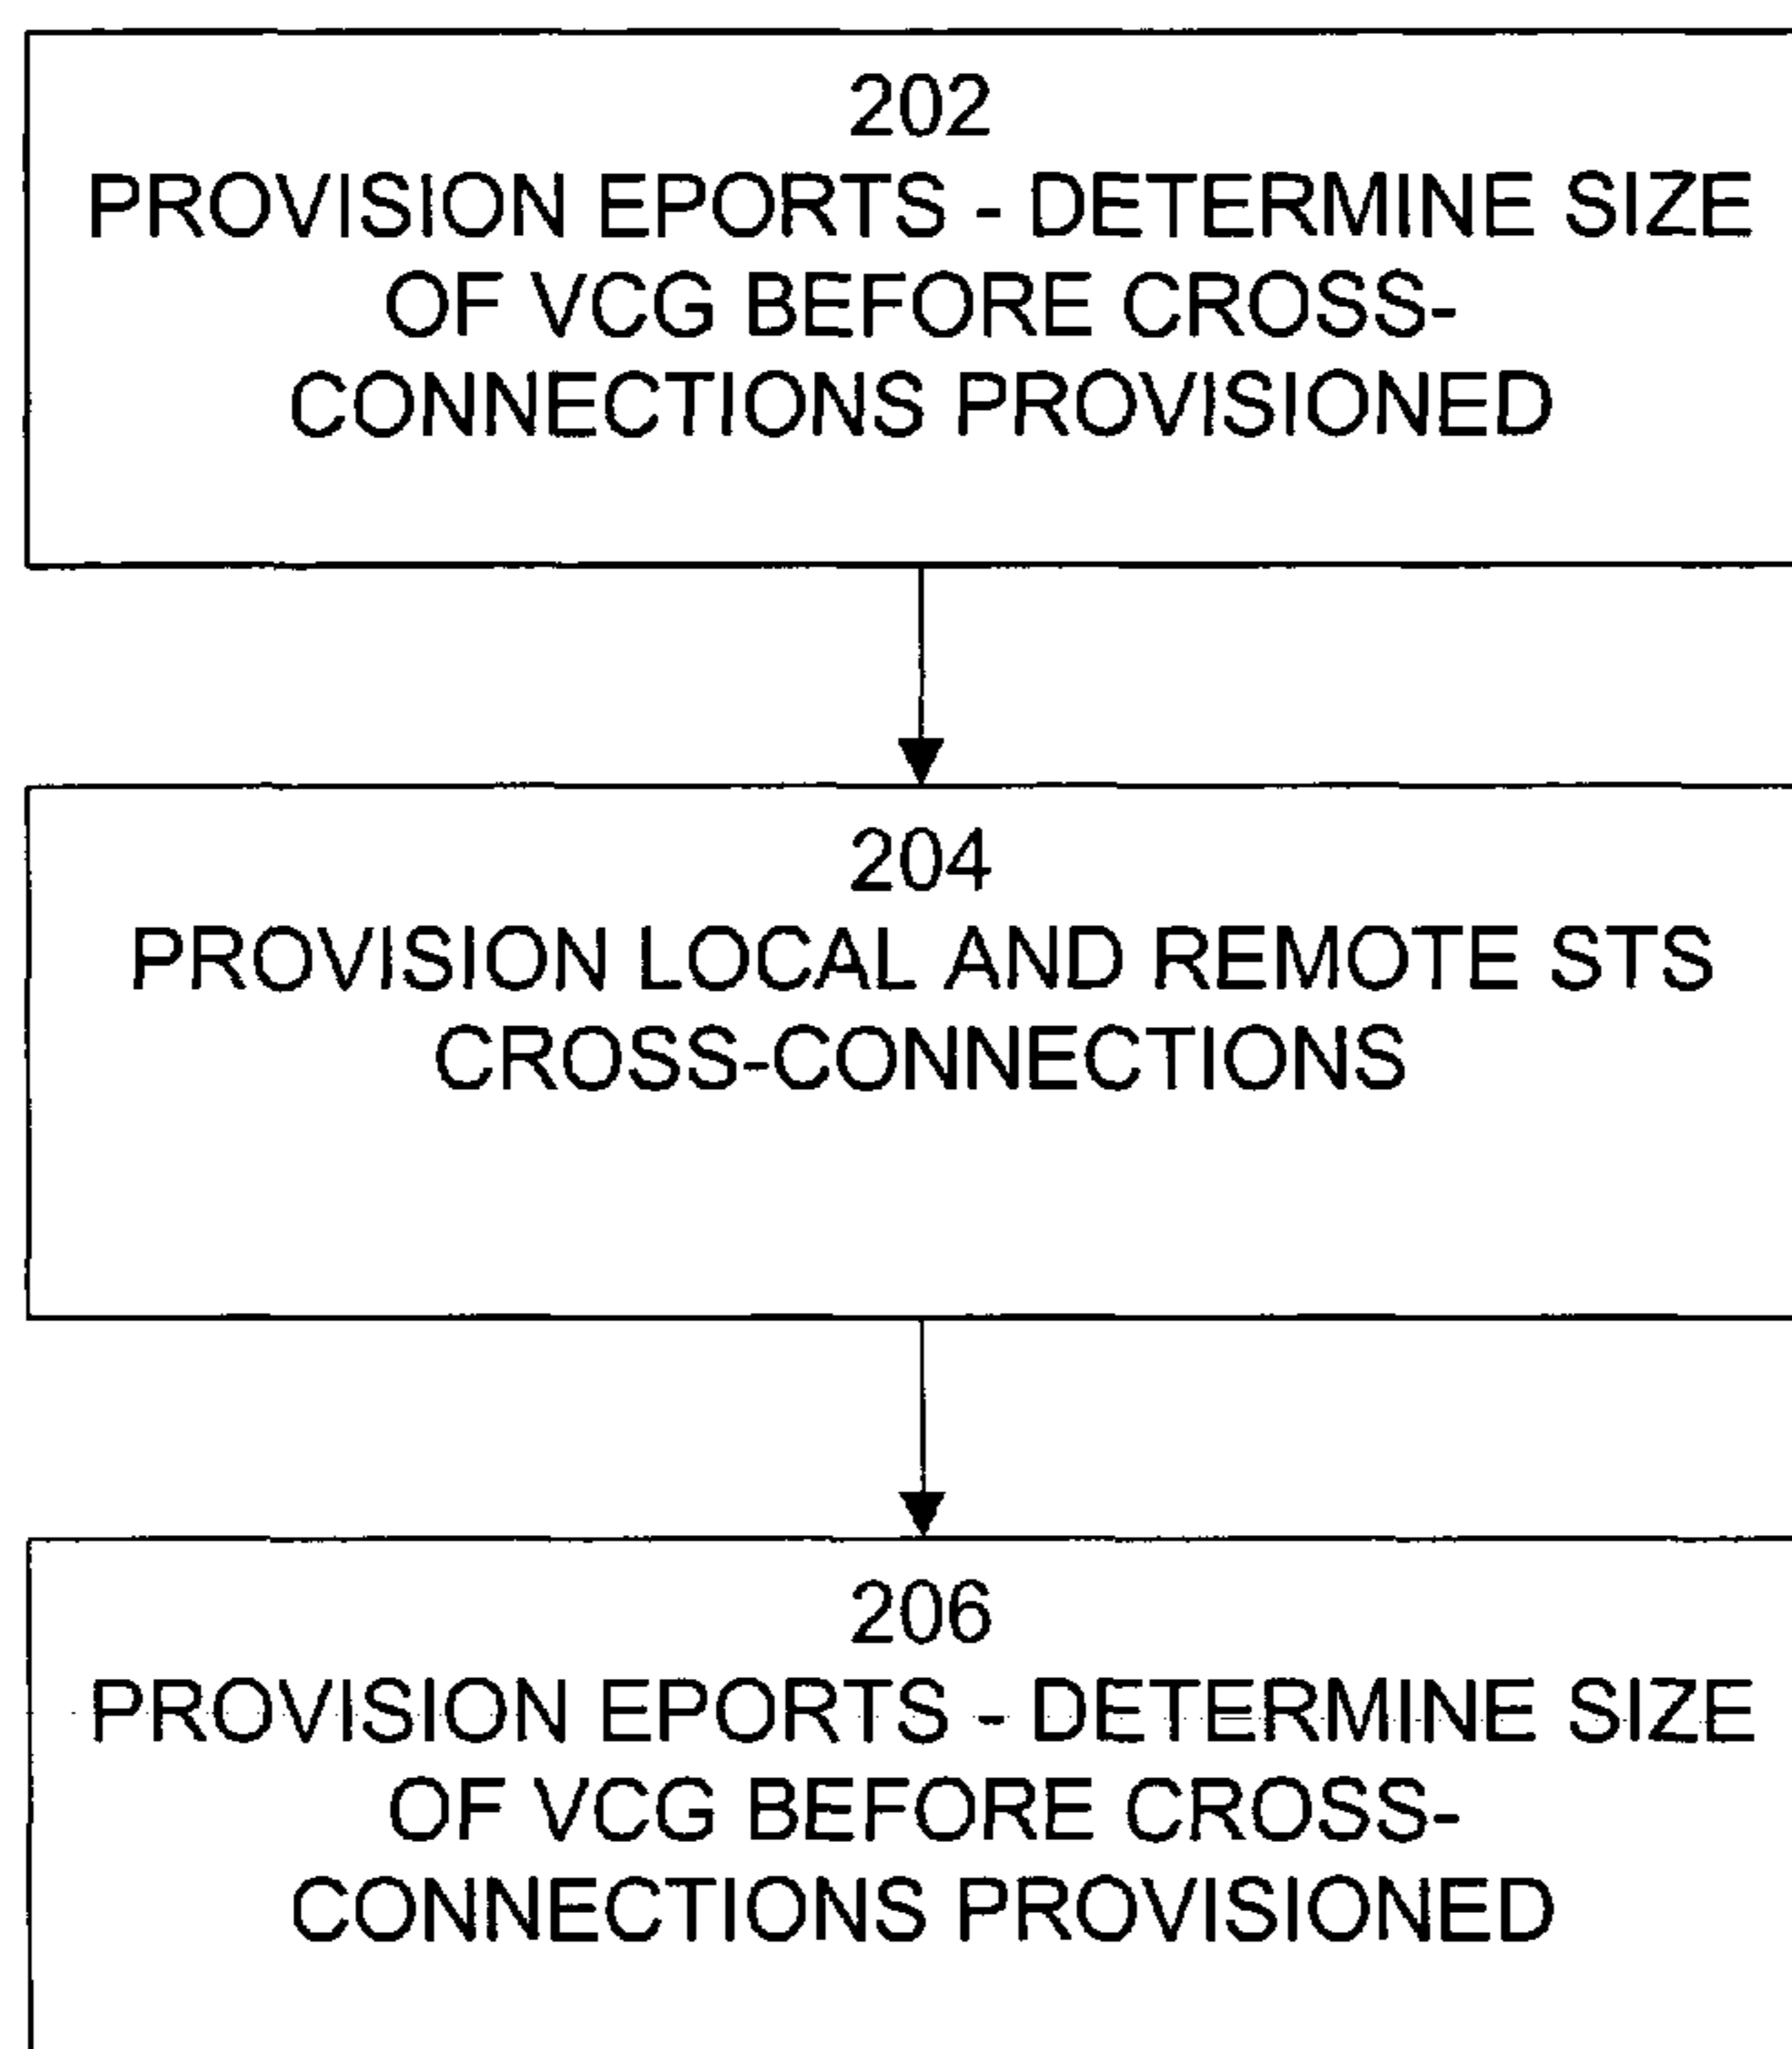 202
PROVISION EPORTS - DETERMINE SIZE
OF VCG BEFORE CROSS-
CONNECTIONS PROVISIONED
204
PROVISION LOCAL AND REMOTE STS
CROSS-CONNECTIONS
206
PROVISION EPORTS - DETERMINE SIZE
OF VCG BEFORE CROSS-
CONNECTIONS PROVISIONED